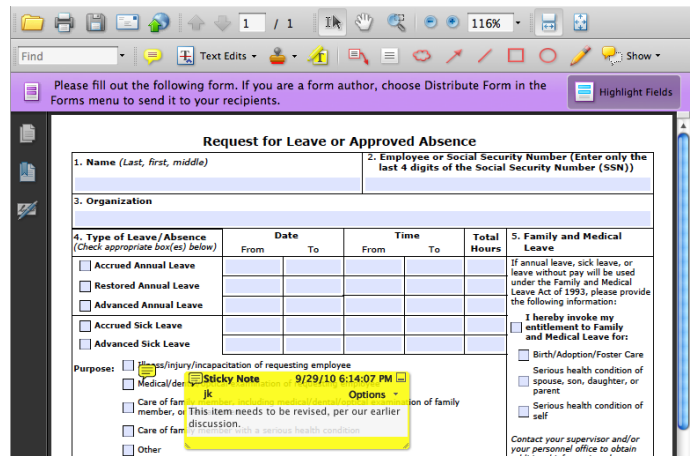 1 / 1
116%
Find
Text Edits
Show
Please fill out the following form. If you are a form author, choose Distribute Form in the
Forms menu to send it to your recipients.
Highlight Fields
Request for Leave or Approved Absence
1. Name (Last, first, middle)
2. Employee or Social Security Number (Enter only the
last 4 digits of the Social Security Number (SSN))
3. Organization
4. Type of Leave/Absence
(Check appropriate box(es) below)
Date
From To
Time
From To
Total
Hours
5. Family and Medical
Leave
Accrued Annual Leave
Restored Annual Leave
Advanced Annual Leave
Accrued Sick Leave
Advanced Sick Leave
If annual leave, sick leave, or
leave without pay will be used
under the Family and Medical
Leave Act of 1993, please provide
the following information:
I hereby invoke my
entitlement to Family
and Medical Leave for:
Birth/Adoption/Foster Care
Serious health condition of
spouse, son, daughter, or
parent
Serious health condition of
self
Contact your supervisor and/or
your personnel office to obtain
Purpose:
Illness/injury/incapacitation of requesting employee
Medical/dental/optical examination of requesting employee
Care of family member, including medical/dental/optical examination of family
member, or
Care of family member with a serious health condition
Other
Sticky Note 9/29/10 6:14:07 PM
jk Options
This item needs to be revised, per our earlier
discussion.